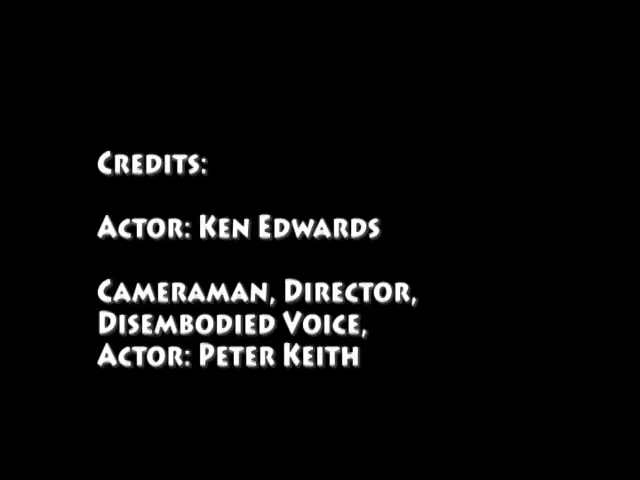 Credits:
Actor: Ken Edwards
Cameraman, Director,
Disembodied Voice,
Actor: Peter Keith